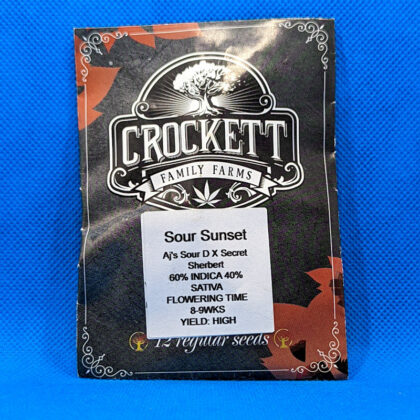 CROCKETT
FAMILY FARMS
Sour Sunset
Aj's Sour D X Secret
Sherbert
60% INDICA 40%
SATIVA
FLOWERING TIME
8-9WKS
YIELD: HIGH
12 regular seeds